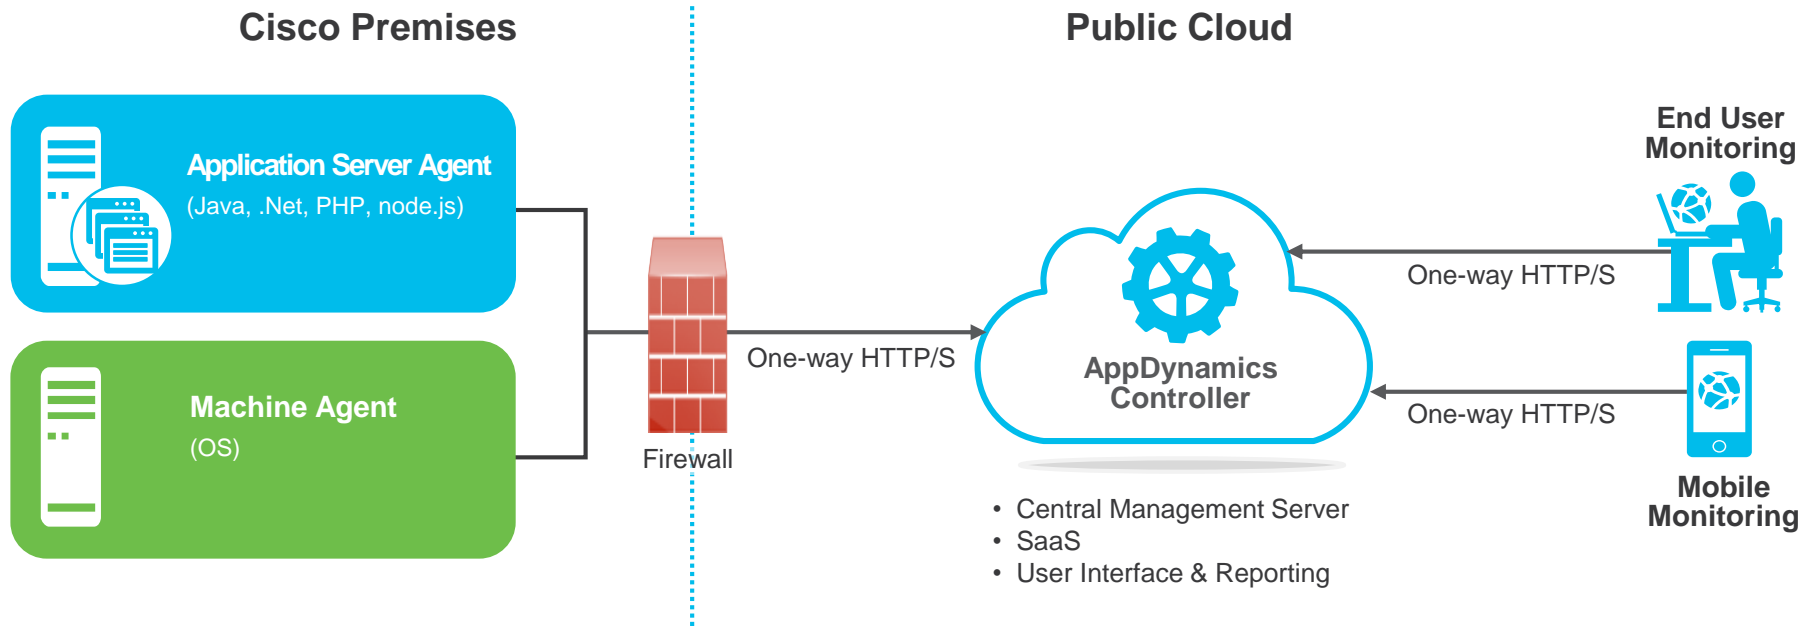 Cisco Premises
Public Cloud
Application Server Agent
(Java, .Net, PHP, node.js)
Machine Agent
(OS)
Firewall
One-way HTTP/S
AppDynamics
Controller
• Central Management Server
• SaaS
• User Interface & Reporting
End User
Monitoring
One-way HTTP/S
One-way HTTP/S
Mobile
Monitoring